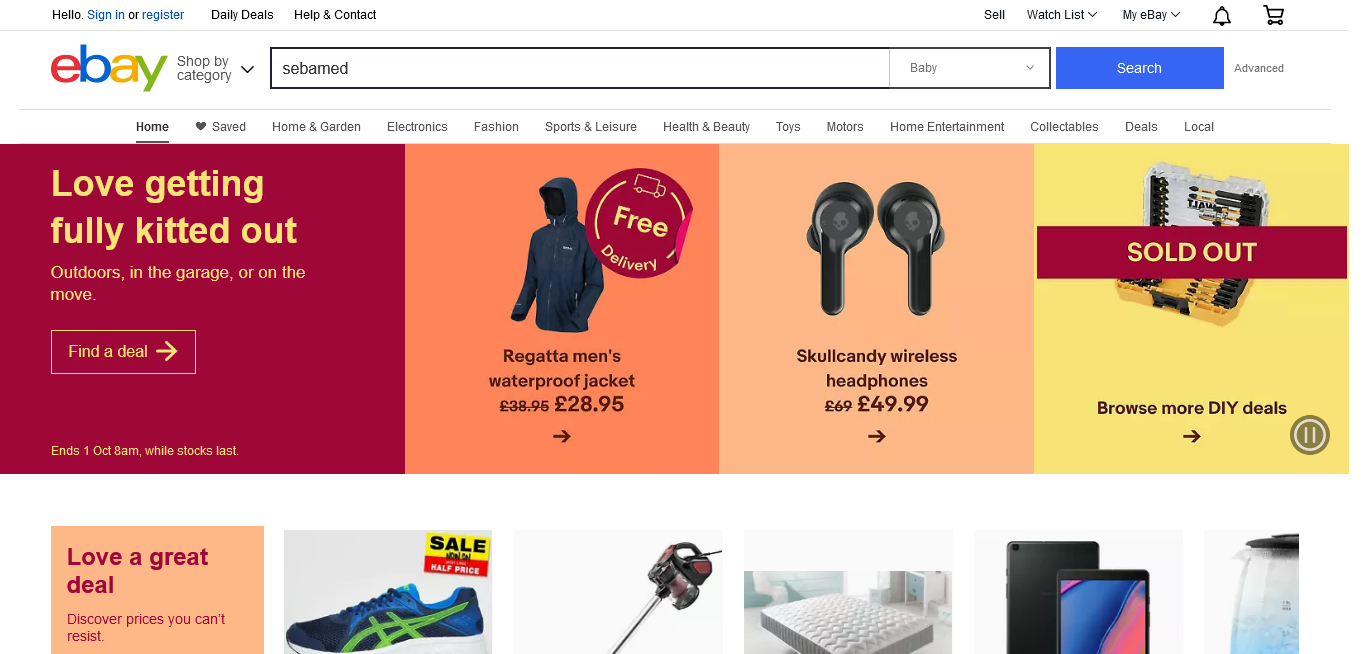 Hello. Sign in or register
Daily Deals
Help & Contact
Sell
Watch List
My eBay
ebay
Shop by
category
sebamed
Baby
Search
Advanced
Home
Saved
Home & Garden
Electronics
Fashion
Sports & Leisure
Health & Beauty
Toys
Motors
Home Entertainment
Collectables
Deals
Local
Love getting
fully kitted out
Outdoors, in the garage, or on the
move.
Find a deal
Ends 1 Oct 8am, while stocks last.
Free
Delivery
Regatta men's
waterproof jacket
£38.95 £28.95
Skullcandy wireless
headphones
£69 £49.99
SOLD OUT
Browse more DIY deals
Love a great
deal
Discover prices you can't
resist.
SALE
NOW ON
HALF PRICE